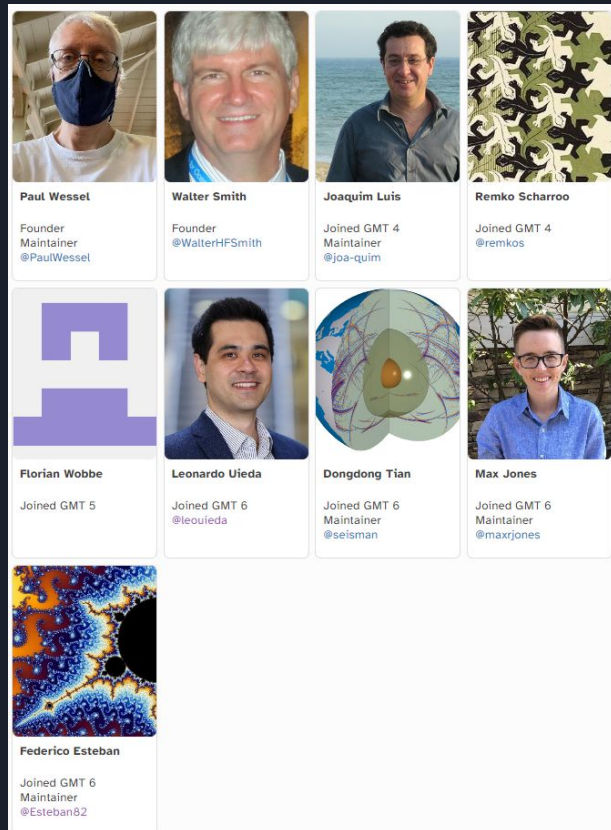 Paul Wessel
Founder
Maintainer
@PaulWessel
Walter Smith
Founder
@WalterHFSmith
Joaquim Luis
Joined GMT 4
Maintainer
@joa-quim
Remko Scharroo
Joined GMT 4
@remkos
Florian Wobbe
Joined GMT 5
Leonardo Uieda
Joined GMT 6
@leouieda
Dongdong Tian
Joined GMT 6
Maintainer
@seisman
Max Jones
Joined GMT 6
Maintainer
@maxrjones
Federico Esteban
Joined GMT 6
Maintainer
@Esteban82